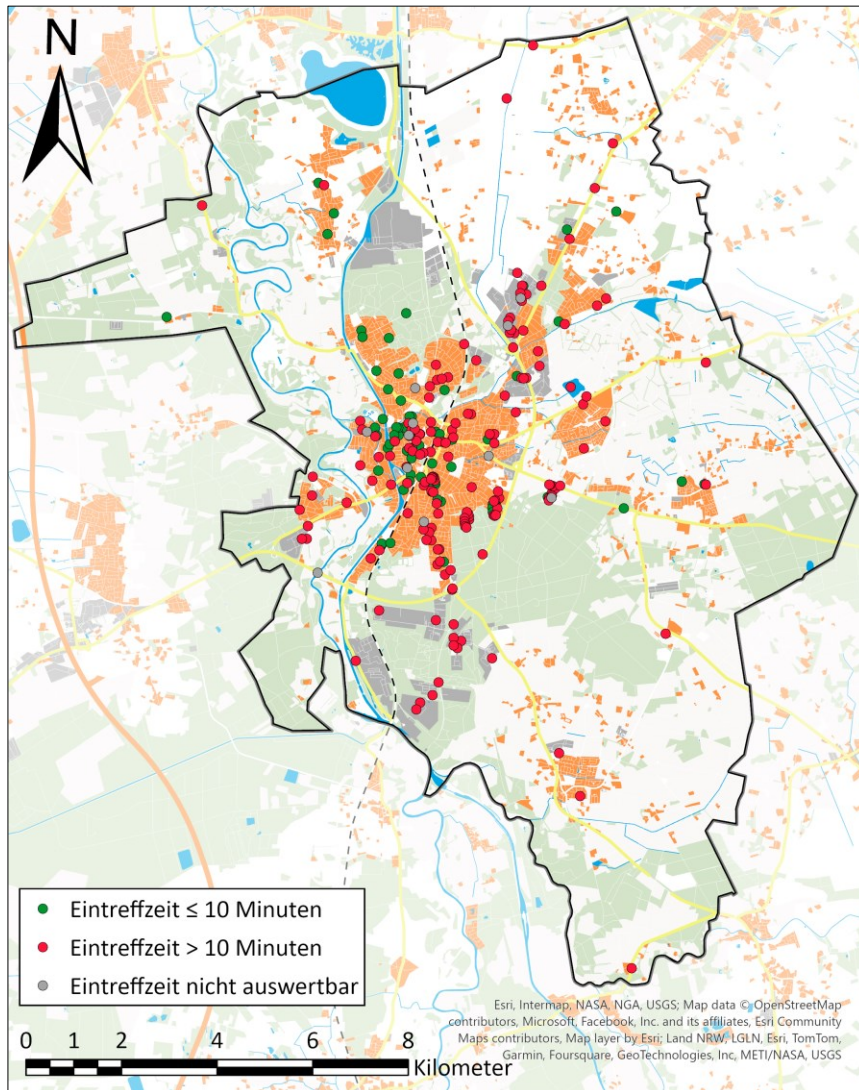 N
Eintreffzeit ≤ 10 Minuten
Eintreffzeit > 10 Minuten
Eintreffzeit nicht auswertbar
Esri, Intermap, NASA, NGA, USGS; Map data © OpenStreetMap
contributors, Microsoft, Facebook, Inc. and its affiliates, Esri Community
Maps contributors, Map layer by Esri; Land NRW, LGLN, Esri, TomTom,
Garmin, Foursquare, GeoTechnologies, Inc, METI/NASA, USGS
0 1 2 4 6 8
Kilometer